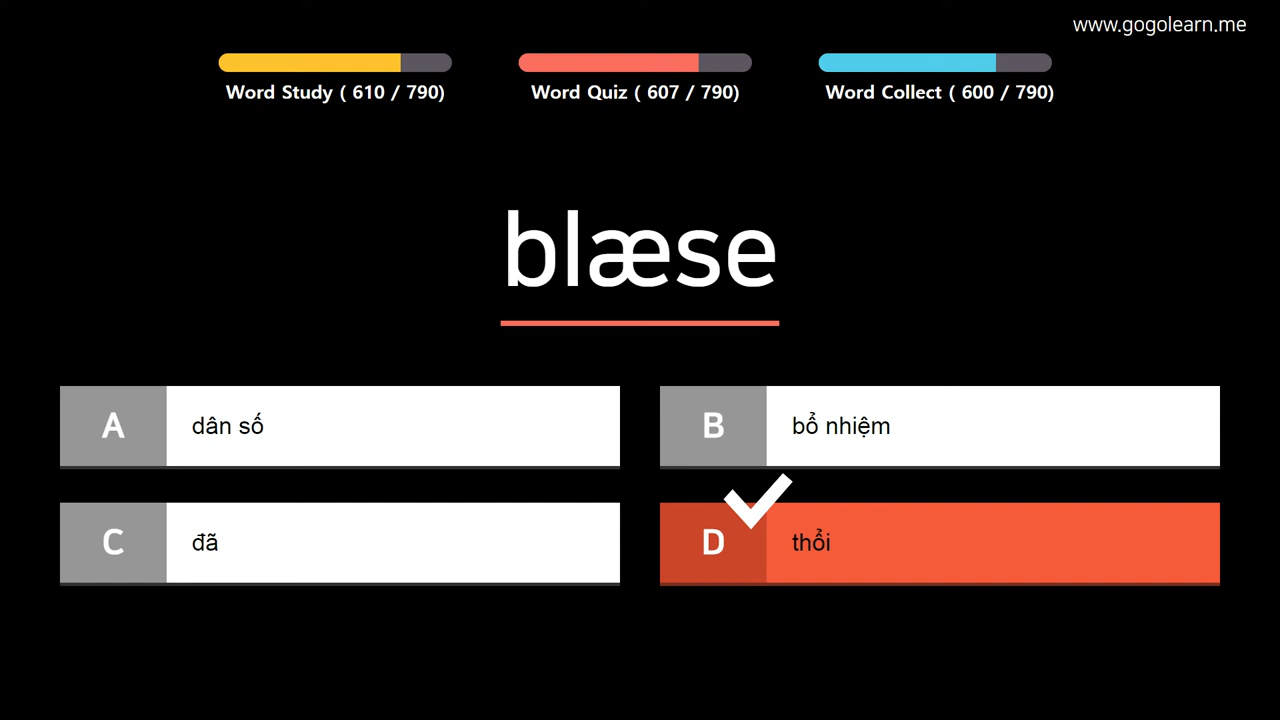 www.gogolearn.me
Word Study ( 610 / 790)
Word Quiz ( 607 / 790)
Word Collect ( 600 / 790)
blæse
A dân số
B bổ nhiệm
C đã
D thổi